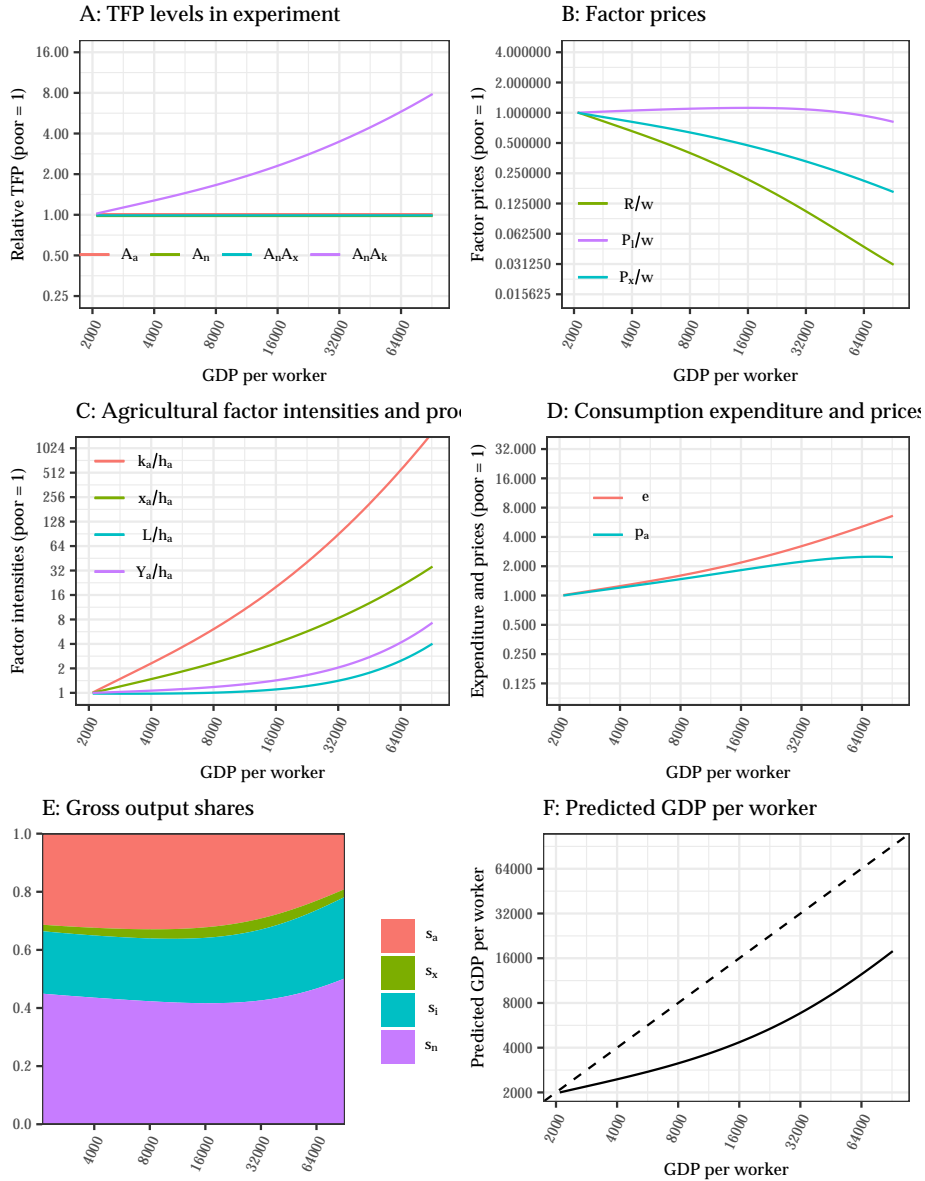 A: TFP levels in experiment
Relative TFP (poor = 1)
16.00
8.00
4.00
2.00
1.00
0.50
0.25
Aₐ
Aₙ
AₙAₓ
AₙAₖ
2000
4000
8000
16000
32000
64000
GDP per worker
B: Factor prices
Factor prices (poor = 1)
4.000000
2.000000
1.000000
0.500000
0.250000
0.125000
0.062500
0.031250
0.015625
R/w
Pₗ/w
Pₓ/w
2000
4000
8000
16000
32000
64000
GDP per worker
C: Agricultural factor intensities and pro
Factor intensities (poor = 1)
1024
512
256
128
64
32
16
8
4
2
1
kₐ/hₐ
xₐ/hₐ
L/hₐ
Yₐ/hₐ
2000
4000
8000
16000
32000
64000
GDP per worker
D: Consumption expenditure and prices
Expenditure and prices (poor = 1)
32.000
16.000
8.000
4.000
2.000
1.000
0.500
0.250
0.125
e
pₐ
2000
4000
8000
16000
32000
64000
GDP per worker
E: Gross output shares
1.0
0.8
0.6
0.4
0.2
0.0
4000
8000
16000
32000
64000
sₐ
sₓ
sᵢ
sₙ
F: Predicted GDP per worker
Predicted GDP per worker
64000
32000
16000
8000
4000
2000
2000
4000
8000
16000
32000
64000
GDP per worker